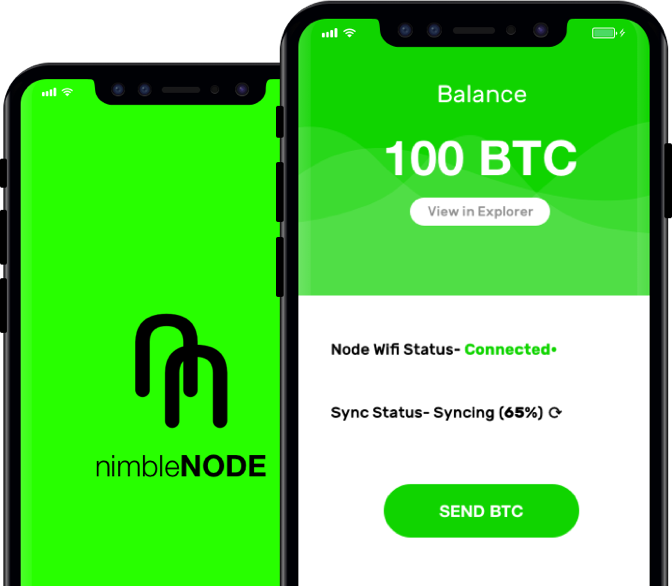 nimbleNODE
Balance
100 BTC
View in Explorer
Node Wifi Status- Connected•
Sync Status- Syncing (65%) ⟳
SEND BTC